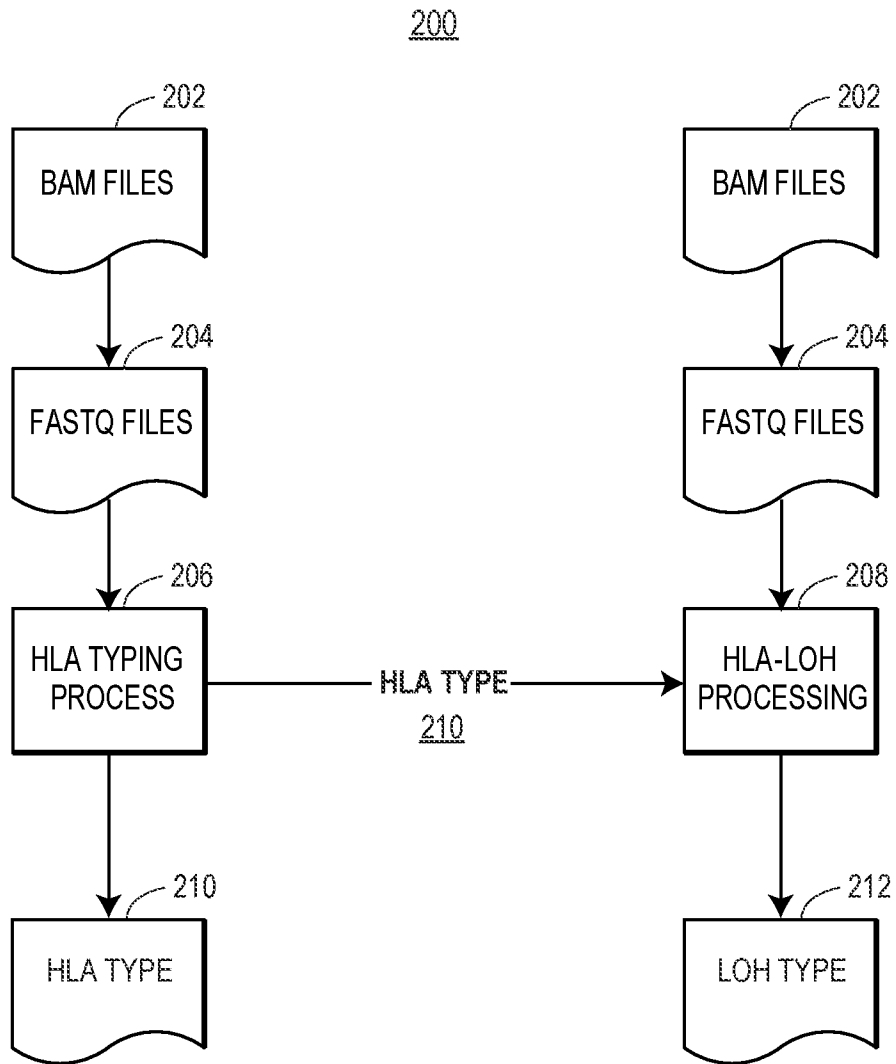 200
202
202
BAM FILES
BAM FILES
204
204
FASTQ FILES
FASTQ FILES
206
208
HLA TYPING
PROCESS
HLA TYPE
210
HLA-LOH
PROCESSING
210
212
HLA TYPE
LOH TYPE